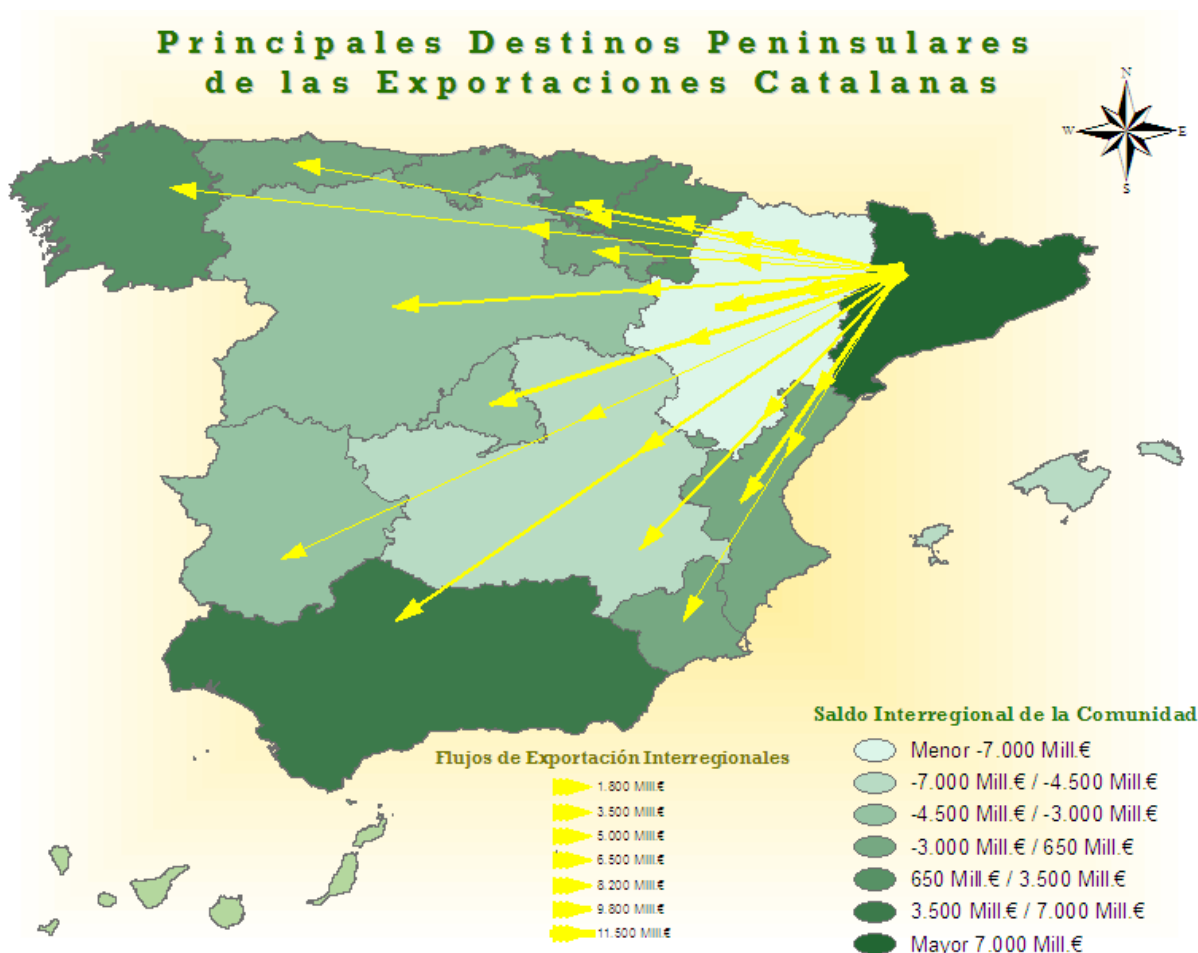 Principales Destinos Peninsulares
de las Exportaciones Catalanas
N
W
E
S
Saldo Interregional de la Comunidad
Menor -7.000 Mill.€
-7.000 Mill.€ / -4.500 Mill.€
-4.500 Mill.€ / -3.000 Mill.€
-3.000 Mill.€ / 650 Mill.€
650 Mill.€ / 3.500 Mill.€
3.500 Mill.€ / 7.000 Mill.€
Mayor 7.000 Mill.€
Flujos de Exportación Interregionales
1.800 Mill.€
3.500 Mill.€
5.000 Mill.€
6.500 Mill.€
8.200 Mill.€
9.800 Mill.€
11.500 Mill.€